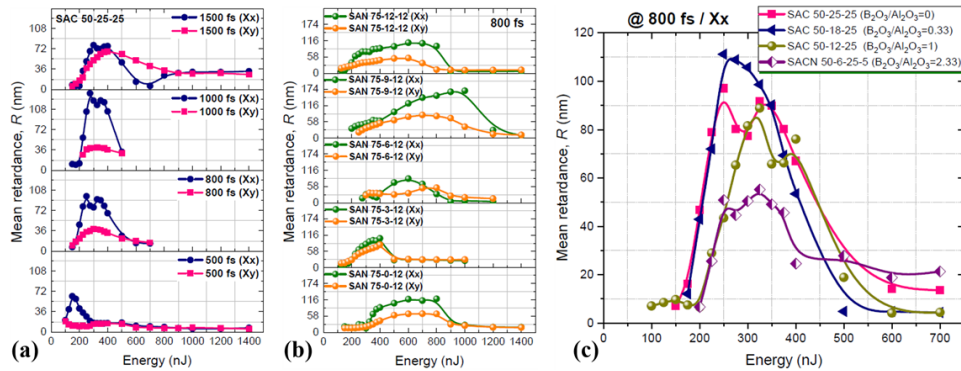 SAC 50-25-25
1500 fs (Xx)
1500 fs (Xy)
1000 fs (Xx)
1000 fs (Xy)
800 fs (Xx)
800 fs (Xy)
500 fs (Xx)
500 fs (Xy)
Mean retardance, R (nm)
108
72
36
0
108
72
36
0
108
72
36
0
108
72
36
0
200 400 600 800 1000 1200 1400
Energy (nJ)
(a)
800 fs
SAN 75-12-12 (Xx)
SAN 75-12-12 (Xy)
SAN 75-9-12 (Xx)
SAN 75-9-12 (Xy)
SAN 75-6-12 (Xx)
SAN 75-6-12 (Xy)
SAN 75-3-12 (Xx)
SAN 75-3-12 (Xy)
SAN 75-0-12 (Xx)
SAN 75-0-12 (Xy)
Mean retardance, R (nm)
174
116
58
0
174
116
58
0
174
116
58
0
174
116
58
0
174
116
58
0
0 200 400 600 800 1000 1200 1400
Energy (nJ)
(b)
@ 800 fs / Xx
SAC 50-25-25 (B₂O₃/Al₂O₃=0)
SAC 50-18-25 (B₂O₃/Al₂O₃=0.33)
SAC 50-12-25 (B₂O₃/Al₂O₃=1)
SACN 50-6-25-5 (B₂O₃/Al₂O₃=2.33)
Mean retardance, R (nm)
120
100
80
60
40
20
0
0 100 200 300 400 500 600 700
Energy (nJ)
(c)